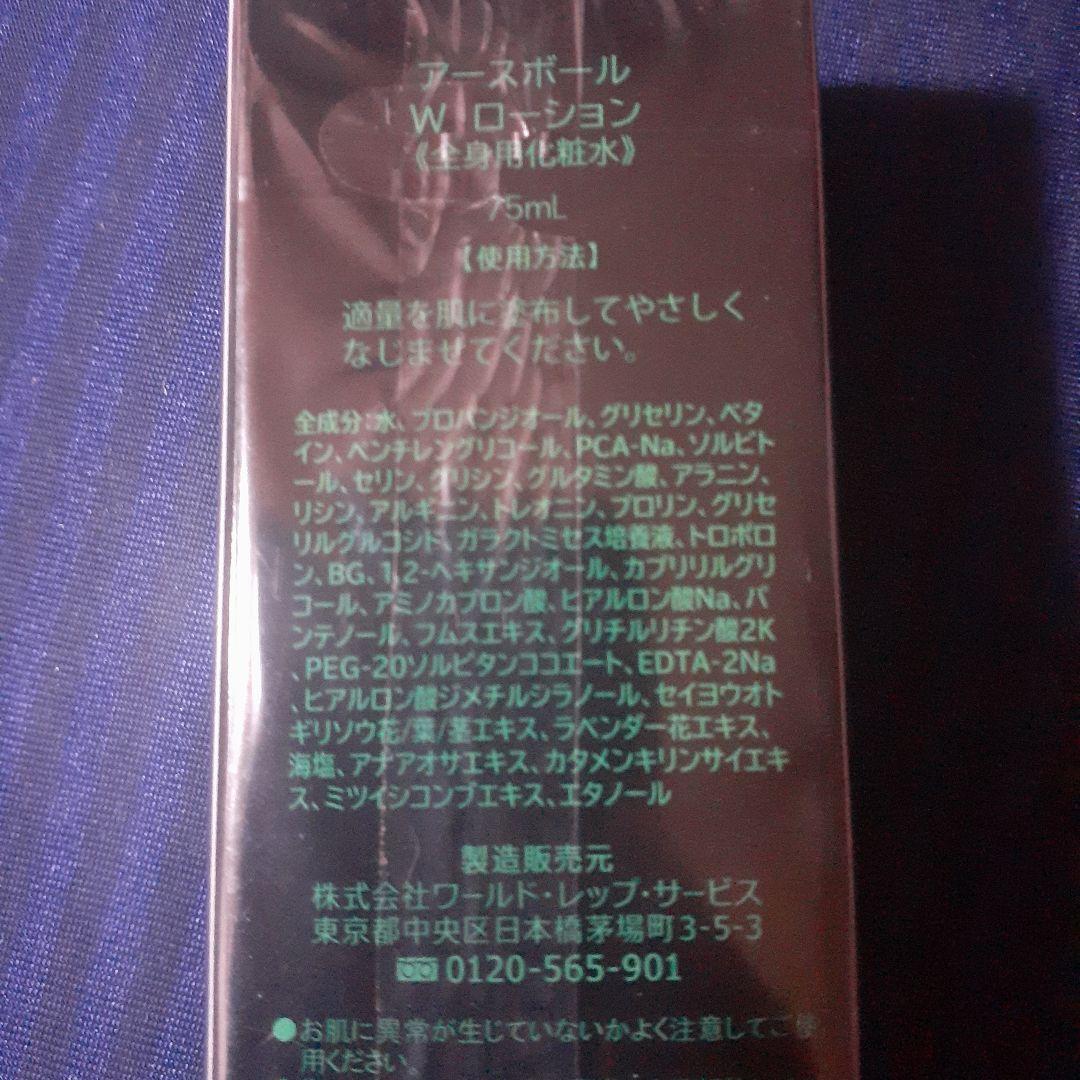 アースボール
W ローション
《全身用化粧水》
75mL
【使用方法】
適量を肌に塗布してやさしく
なじませてください。
全成分:水、プロパンジオール、グリセリン、ベタ
イン、ペンチレングリコール、PCA-Na、ソルビト
ール、セリン、グリシン、グルタミン酸、アラニン、
リシン、アルギニン、トレオニン、プロリン、グリセ
リルグルコシド、ガラクトミセス培養液、トロポロ
ン、BG、1,2-ヘキサンジオール、カプリリルグリ
コール、アミノカプロン酸、ヒアルロン酸Na、パ
ンテノール、フムスエキス、グリチルリチン酸2K
、PEG-20ソルビタンココエート、EDTA-2Na
、ヒアルロン酸ジメチルシラノール、セイヨウオト
ギリソウ花/葉/茎エキス、ラベンダー花エキス、
海塩、アナアオサエキス、カタメンキリンサイエキ
ス、ミツイシコンブエキス、エタノール
製造販売元
株式会社ワールド・レップ・サービス
東京都中央区日本橋茅場町3-5-3
0120-565-901
●お肌に異常が生じていないかよく注意してご使
用ください